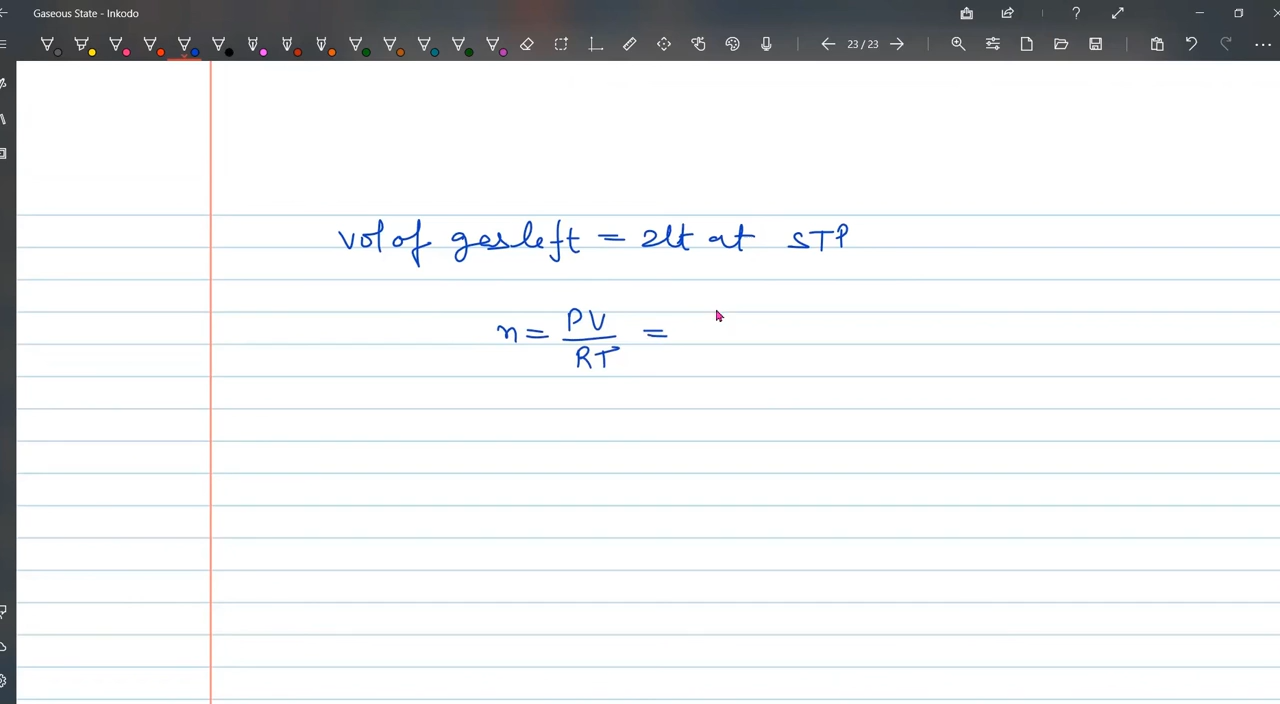 Gaseous State - Inkodo
23 / 23
vol of gas left = 2lt at STP
n = PV/RT =